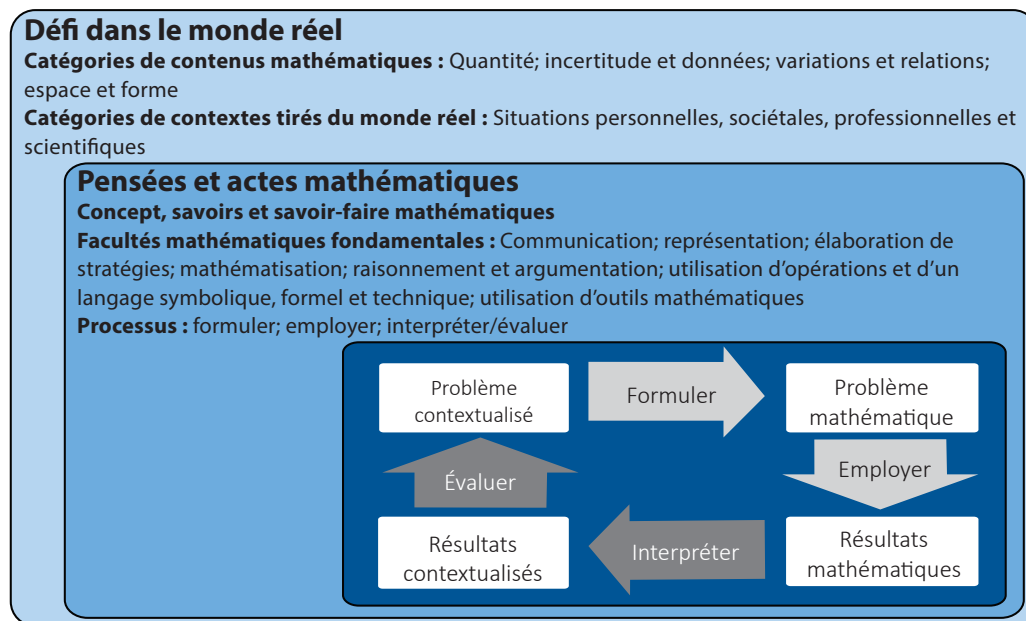 Défi dans le monde réel
Catégories de contenus mathématiques : Quantité; incertitude et données; variations et relations;
espace et forme
Catégories de contextes tirés du monde réel : Situations personnelles, sociétales, professionnelles et
scientifiques
Pensées et actes mathématiques
Concept, savoirs et savoir-faire mathématiques
Facultés mathématiques fondamentales : Communication; représentation; élaboration de
stratégies; mathématisation; raisonnement et argumentation; utilisation d'opérations et d'un
langage symbolique, formel et technique; utilisation d'outils mathématiques
Processus : formuler; employer; interpréter/évaluer
Problème
contextualisé
Formuler
Problème
mathématique
Évaluer
Employer
Résultats
contextualisés
Interpréter
Résultats
mathématiques